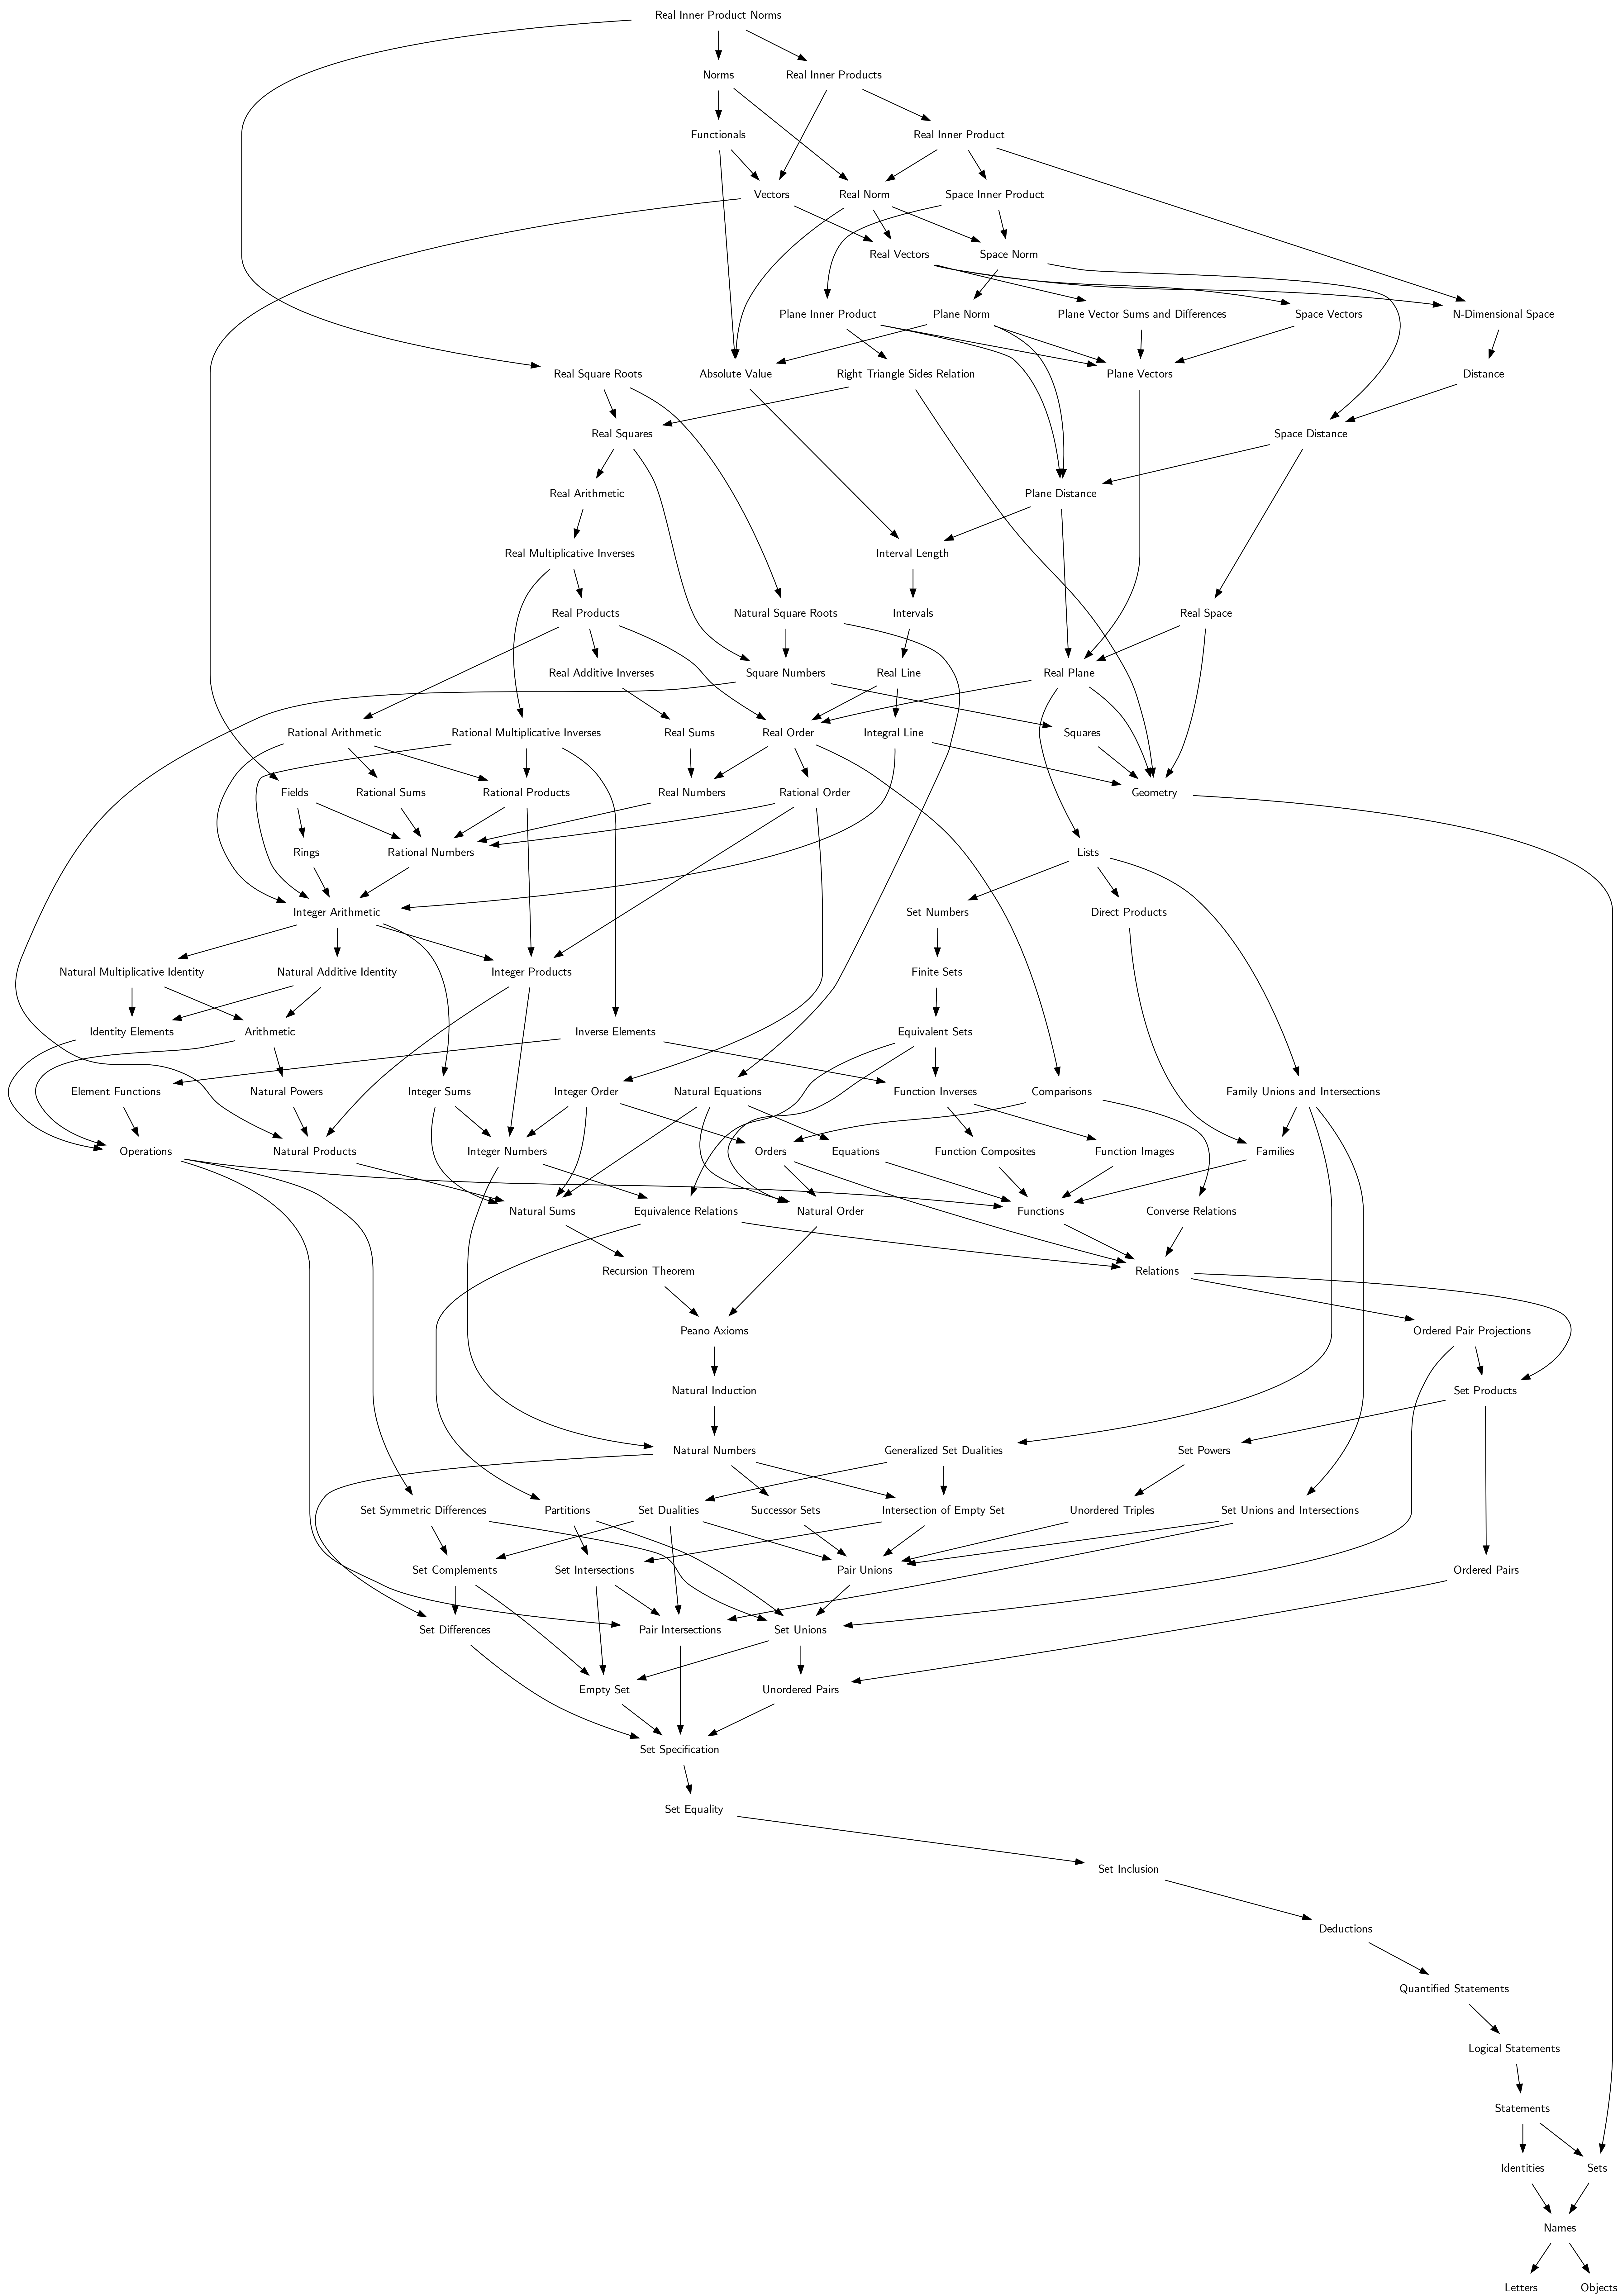 Real Inner Product Norms
Norms
Real Inner Products
Functionals
Real Inner Product
Vectors
Real Norm
Space Inner Product
Real Vectors
Space Norm
Plane Inner Product
Plane Norm
Plane Vector Sums and Differences
Space Vectors
N-Dimensional Space
Real Square Roots
Absolute Value
Right Triangle Sides Relation
Plane Vectors
Distance
Real Squares
Space Distance
Real Arithmetic
Plane Distance
Real Multiplicative Inverses
Interval Length
Real Products
Natural Square Roots
Intervals
Real Space
Real Additive Inverses
Square Numbers
Real Line
Real Plane
Rational Arithmetic
Rational Multiplicative Inverses
Real Sums
Real Order
Integral Line
Squares
Fields
Rational Sums
Rational Products
Real Numbers
Rational Order
Geometry
Rings
Rational Numbers
Lists
Integer Arithmetic
Set Numbers
Direct Products
Natural Multiplicative Identity
Natural Additive Identity
Integer Products
Finite Sets
Identity Elements
Arithmetic
Inverse Elements
Equivalent Sets
Element Functions
Natural Powers
Integer Sums
Integer Order
Natural Equations
Function Inverses
Comparisons
Family Unions and Intersections
Operations
Natural Products
Integer Numbers
Orders
Equations
Function Composites
Function Images
Families
Natural Sums
Equivalence Relations
Natural Order
Functions
Converse Relations
Recursion Theorem
Relations
Peano Axioms
Ordered Pair Projections
Natural Induction
Set Products
Natural Numbers
Generalized Set Dualities
Set Powers
Set Symmetric Differences
Partitions
Set Dualities
Successor Sets
Intersection of Empty Set
Unordered Triples
Set Unions and Intersections
Set Complements
Set Intersections
Pair Unions
Ordered Pairs
Set Differences
Pair Intersections
Set Unions
Empty Set
Unordered Pairs
Set Specification
Set Equality
Set Inclusion
Deductions
Quantified Statements
Logical Statements
Statements
Identities
Sets
Names
Letters
Objects